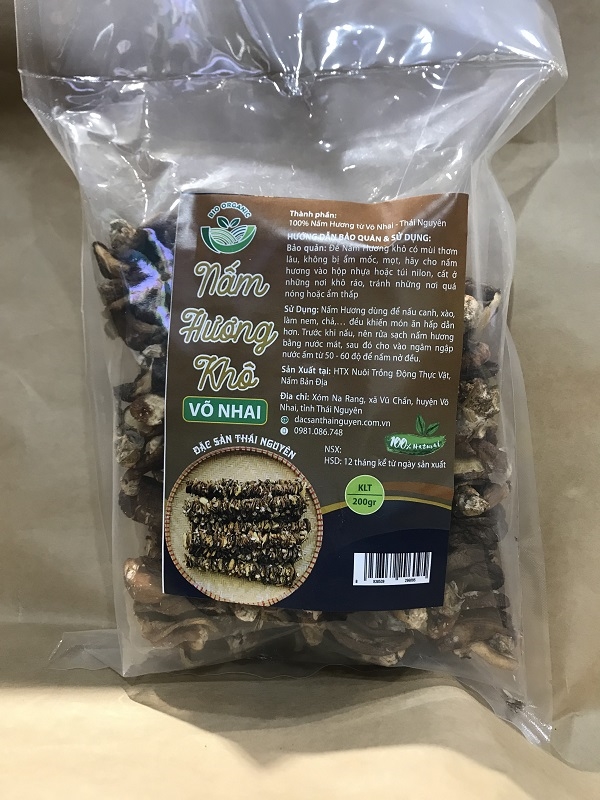 BIO ORGANIC
Nấm
Hương
Khô
VÕ NHAI
ĐẶC SẢN THÁI NGUYÊN
Thành phần:
100% Nấm Hương từ Võ Nhai - Thái Nguyên
HƯỚNG DẪN BẢO QUẢN & SỬ DỤNG:
Bảo quản: Để Nấm Hương khô có mùi thơm
lâu, không bị ẩm mốc, mọt, hãy cho nấm
hương vào hộp nhựa hoặc túi nilon, cất ở
những nơi khô ráo, tránh những nơi quá
nóng hoặc ẩm thấp
Sử Dụng: Nấm Hương dùng để nấu canh, xào,
làm nem, chả,... đều khiến món ăn hấp dẫn
hơn. Trước khi nấu, nên rửa sạch nấm hương
bằng nước mát, sau đó cho vào ngâm ngập
nước ấm từ 50 - 60 độ để nấm nở đều.
Sản Xuất tại: HTX Nuôi Trồng Động Thực Vật,
Nấm Bản Địa
Địa chỉ: Xóm Na Rang, xã Vũ Chấn, huyện Võ
Nhai, tỉnh Thái Nguyên
dacsanthainguyen.com.vn
0981.086.748
NSX:
HSD: 12 tháng kể từ ngày sản xuất
100% Natural
KLT
200gr